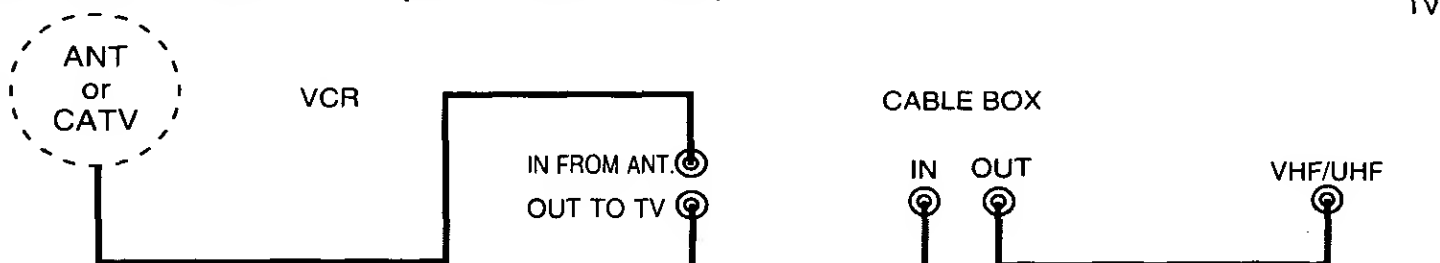 TV
ANT
or
CATV
VCR
CABLE BOX
IN FROM ANT.
OUT TO TV
IN
OUT
VHF/UHF